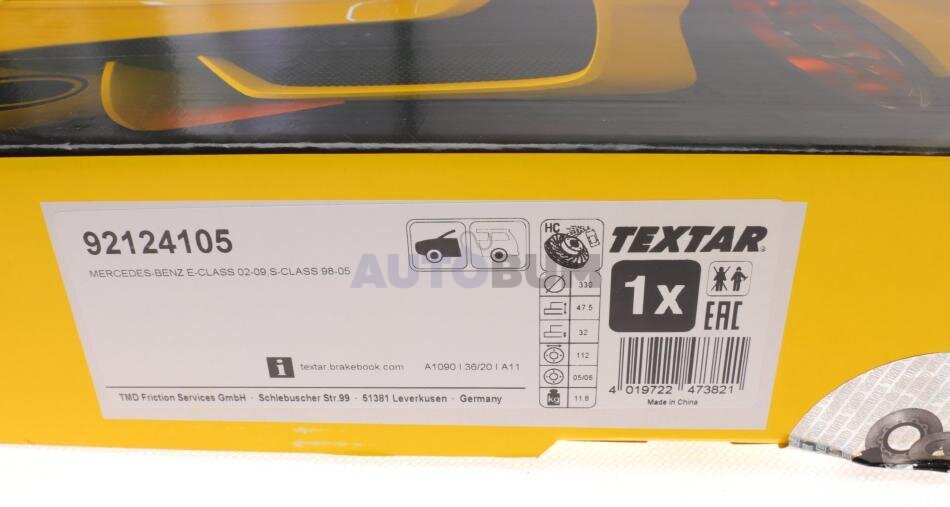 92124105
MERCEDES-BENZ E-CLASS 02-09,S-CLASS 98-05
AUTOBUM
HC
TEXTAR
1x
330
47.5
32
112
05/06
kg 11.8
EAC
i textar.brakebook.com A1090 I 36/20 I A11
4 019722 473821
Made in China
TMD Friction Services GmbH · Schlebuscher Str.99 · 51381 Leverkusen · Germany